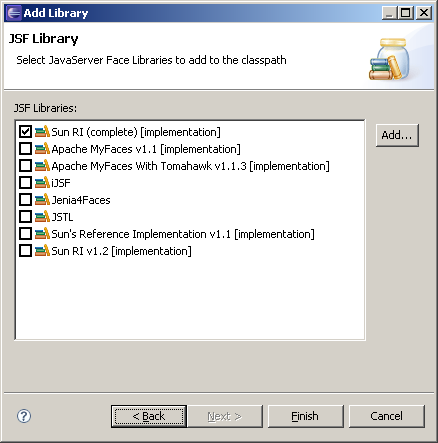 Add Library
JSF Library
Select JavaServer Face Libraries to add to the classpath
JSF Libraries:
Sun RI (complete) [implementation]
Apache MyFaces v1.1 [implementation]
Apache MyFaces With Tomahawk v1.1.3 [implementation]
iJSF
Jenia4Faces
JSTL
Sun's Reference Implementation v1.1 [implementation]
Sun RI v1.2 [implementation]
Add...
?
< Back
Next >
Finish
Cancel